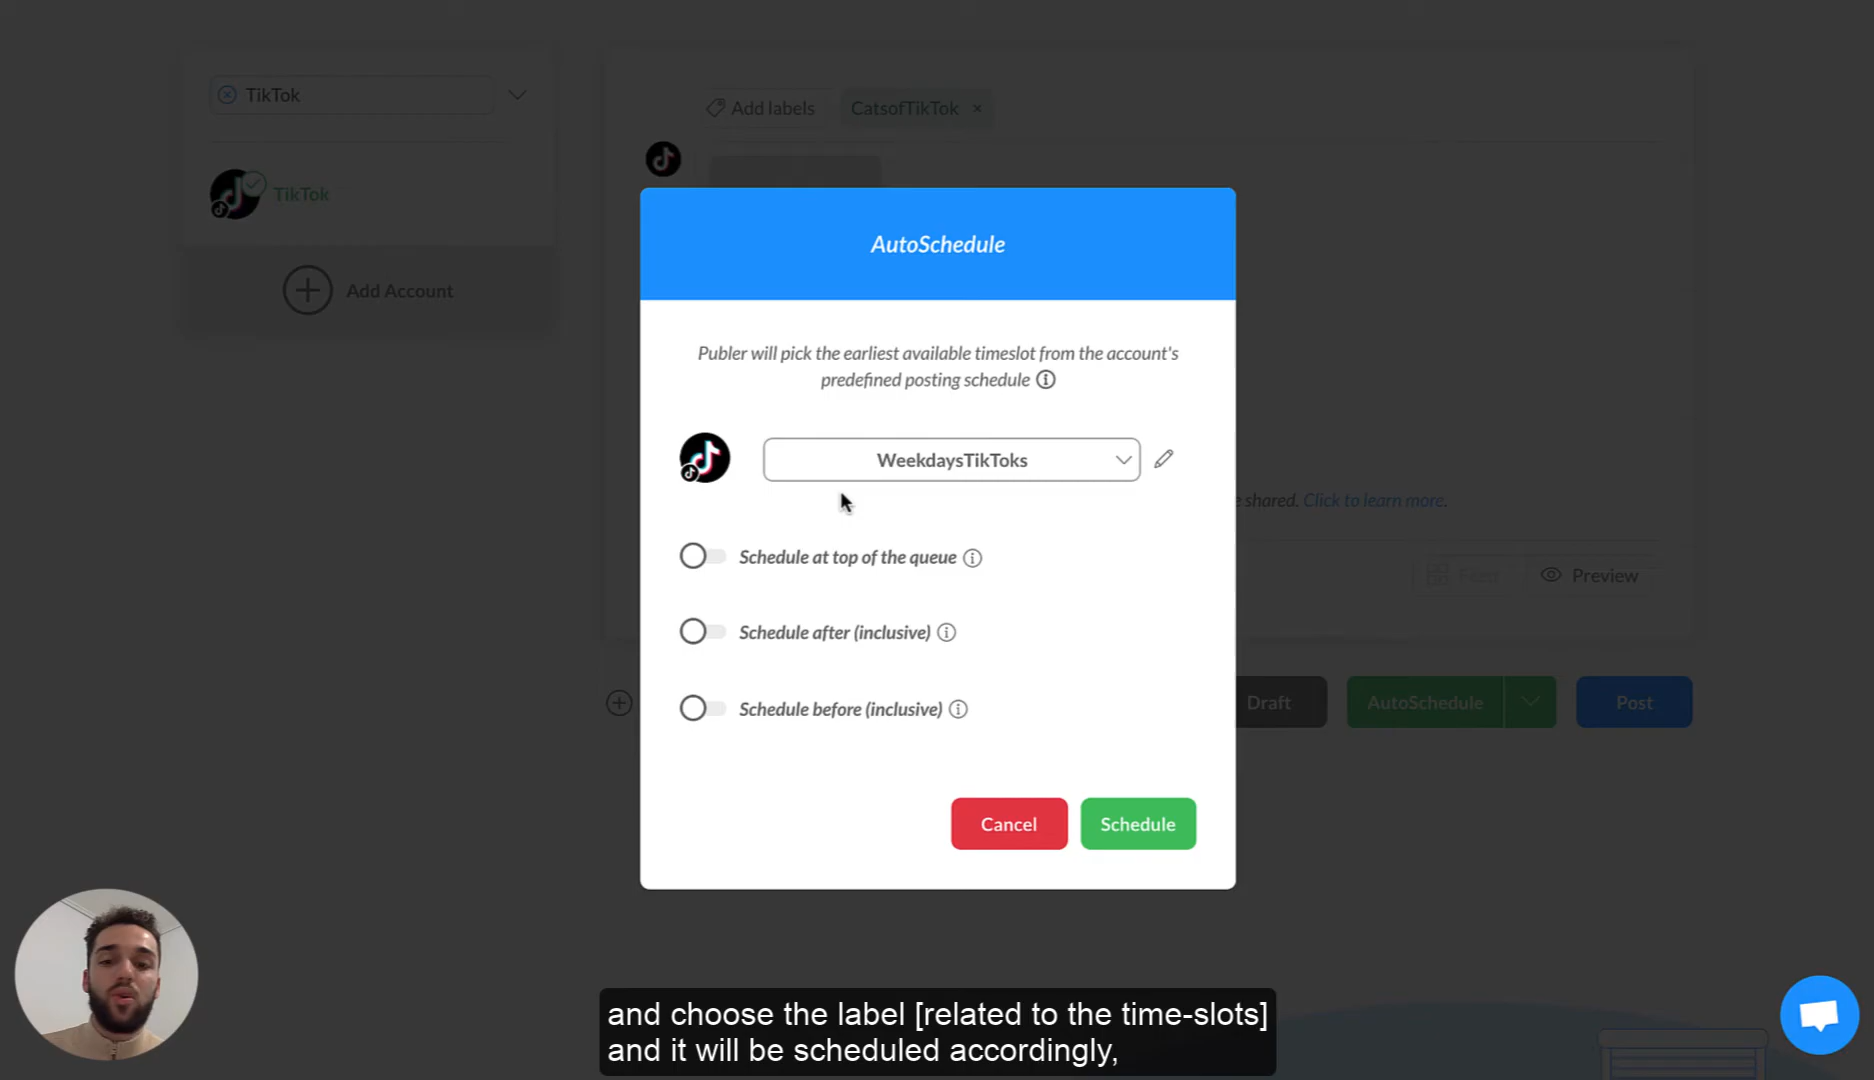 TikTok
Add labels
CatsofTikTok ×
TikTok
Add Account
AutoSchedule
Publer will pick the earliest available timeslot from the account's
predefined posting schedule
WeekdaysTikToks
e shared. Click to learn more.
Schedule at top of the queue
Feed
Preview
Schedule after (inclusive)
Schedule before (inclusive)
Draft
AutoSchedule
Post
Cancel
Schedule
and choose the label [related to the time-slots]
and it will be scheduled accordingly,